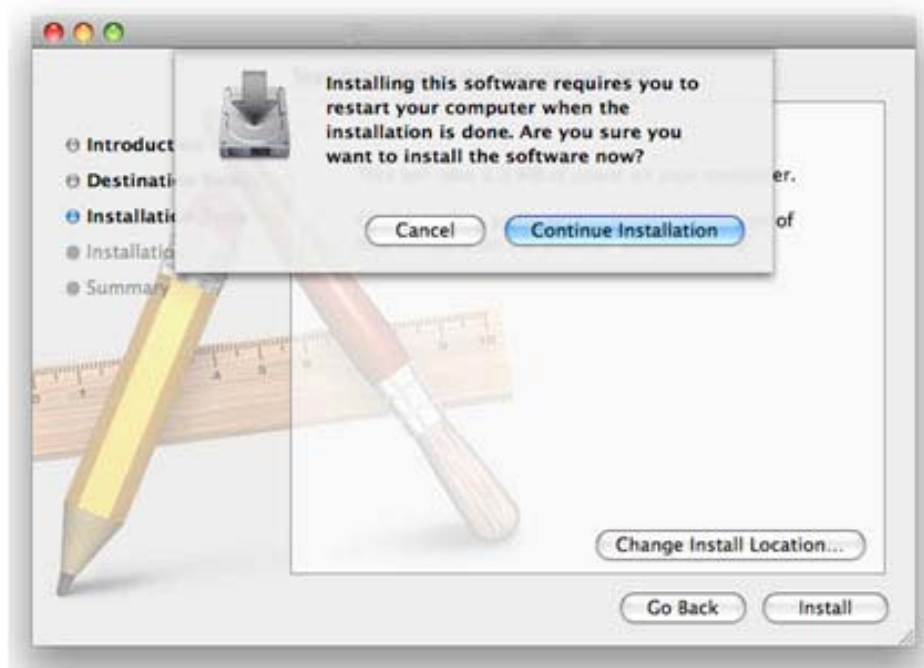 Installing this software requires you to
restart your computer when the
installation is done. Are you sure you
want to install the software now?
Cancel
Continue Installation
Introduct
Destinati
Installatio
Installatio
Summary
er.
of
Change Install Location...
Go Back
Install